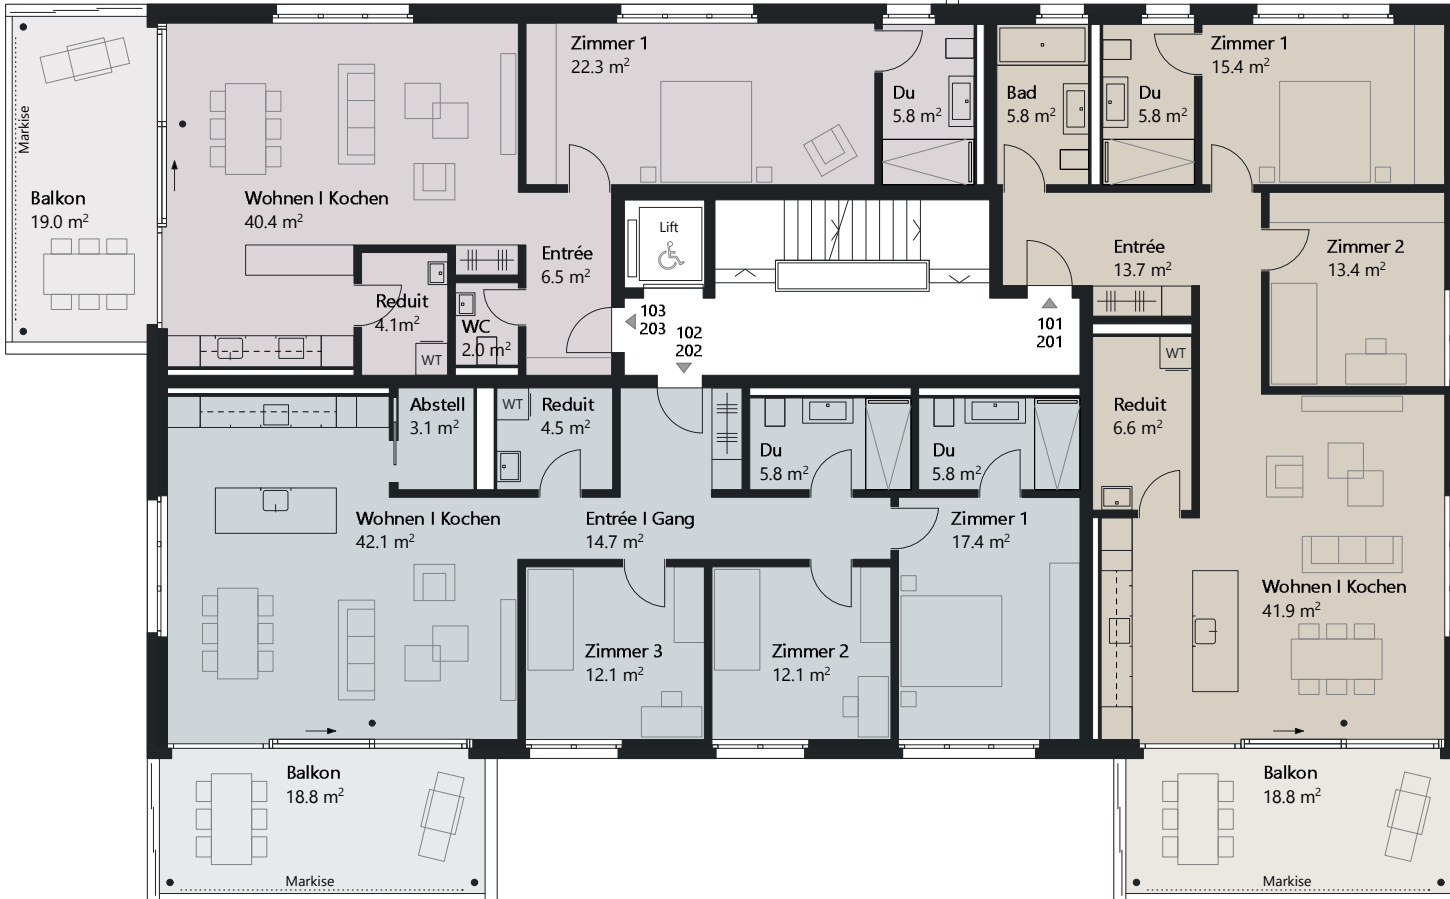 Markise
Balkon
19.0 m²
Wohnen I Kochen
40.4 m²
Zimmer 1
22.3 m²
Du
5.8 m²
Entrée
6.5 m²
Reduit
4.1m²
WT
WC
2.0 m²
Lift
103
203
102
202
101
201
Bad
5.8 m²
Du
5.8 m²
Zimmer 1
15.4 m²
Entrée
13.7 m²
Zimmer 2
13.4 m²
WT
Reduit
6.6 m²
Wohnen I Kochen
41.9 m²
Balkon
18.8 m²
Markise
Abstell
3.1 m²
WT
Reduit
4.5 m²
Du
5.8 m²
Du
5.8 m²
Wohnen I Kochen
42.1 m²
Entrée I Gang
14.7 m²
Zimmer 1
17.4 m²
Zimmer 3
12.1 m²
Zimmer 2
12.1 m²
Balkon
18.8 m²
Markise